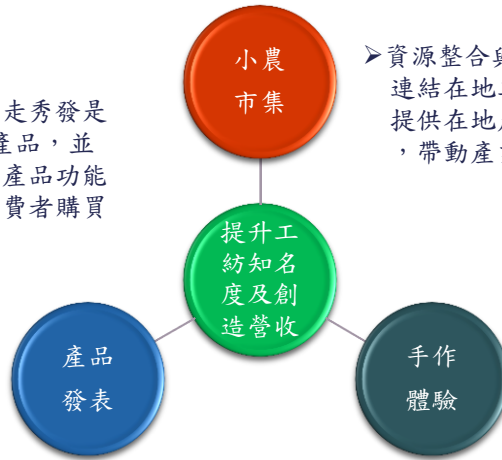 小農
市集
走秀發是
產品，並
產品功能
費者購買
➢資源整合與
連結在地
提供在地
，帶動產
提升工
紡知名
度及創
造營收
產品
發表
手作
體驗